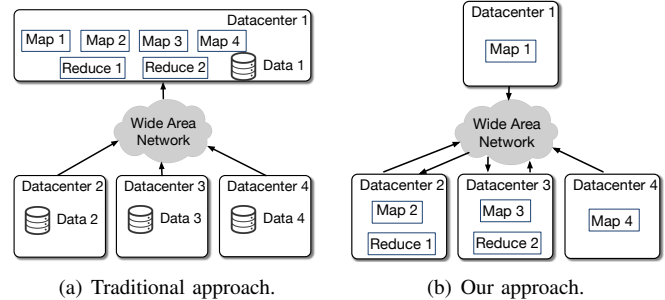 Datacenter 1
Map 1 Map 2 Map 3 Map 4
Reduce 1 Reduce 2 Data 1
Wide Area
Network
Datacenter 2 Datacenter 3 Datacenter 4
Data 2 Data 3 Data 4
(a) Traditional approach.
Datacenter 1
Map 1
Wide Area
Network
Datacenter 2 Datacenter 3 Datacenter 4
Map 2 Map 3 Map 4
Reduce 1 Reduce 2
(b) Our approach.